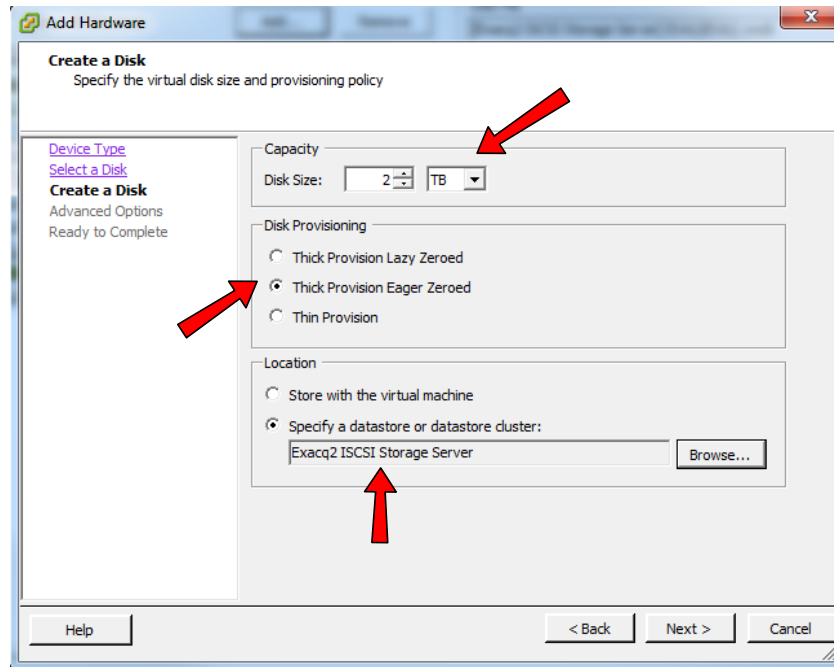 Add Hardware
Create a Disk
Specify the virtual disk size and provisioning policy
Device Type
Select a Disk
Create a Disk
Advanced Options
Ready to Complete
Capacity
Disk Size: 2 TB
Disk Provisioning
Thick Provision Lazy Zeroed
Thick Provision Eager Zeroed
Thin Provision
Location
Store with the virtual machine
Specify a datastore or datastore cluster:
Exacq2 ISCSI Storage Server Browse...
Help < Back Next > Cancel